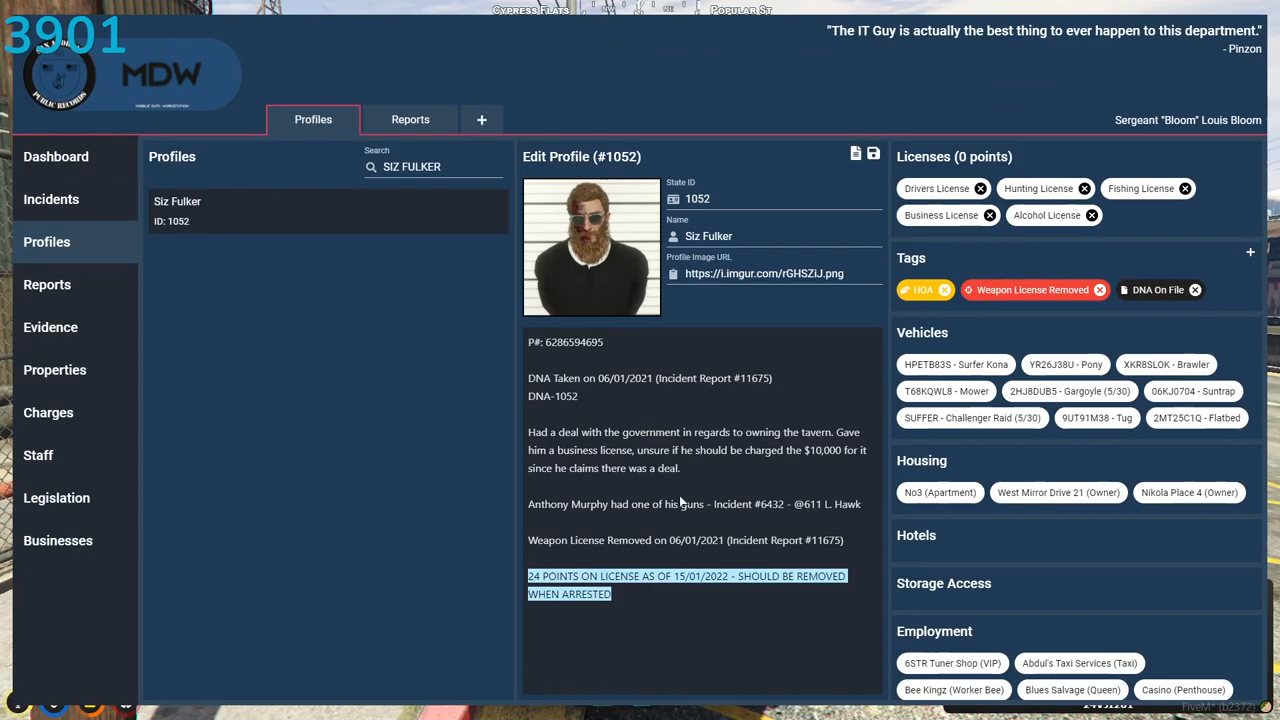 CYPRESS FLATS
NW
NE
POPULAR ST
3901
"The IT Guy is actually the best thing to ever happen to this department."
- Pinzon
PUBLIC RECORDS
MDW
MOBILE DATA WORKSTATION
Profiles
Reports
+
Sergeant "Bloom" Louis Bloom
Dashboard
Incidents
Profiles
Reports
Evidence
Properties
Charges
Staff
Legislation
Businesses
Profiles
Search
SIZ FULKER
Siz Fulker
ID: 1052
Edit Profile (#1052)
State ID
1052
Name
Siz Fulker
Profile Image URL
https://i.imgur.com/rGHSZiJ.png
P#: 6286594695
DNA Taken on 06/01/2021 (Incident Report #11675)
DNA-1052
Had a deal with the government in regards to owning the tavern. Gave
him a business license, unsure if he should be charged the $10,000 for it
since he claims there was a deal.
Anthony Murphy had one of his guns - Incident #6432 - @611 L. Hawk
Weapon License Removed on 06/01/2021 (Incident Report #11675)
24 POINTS ON LICENSE AS OF 15/01/2022 - SHOULD BE REMOVED
WHEN ARRESTED
Licenses (0 points)
Drivers License
Hunting License
Fishing License
Business License
Alcohol License
Tags
+
HOA
Weapon License Removed
DNA On File
Vehicles
HPETB83S - Surfer Kona
YR26J38U - Pony
XKR8SLOK - Brawler
T68KQWL8 - Mower
2HJ8DUB5 - Gargoyle (5/30)
06KJ0704 - Suntrap
SUFFER - Challenger Raid (5/30)
9UT91M38 - Tug
2MT25C1Q - Flatbed
Housing
No3 (Apartment)
West Mirror Drive 21 (Owner)
Nikola Place 4 (Owner)
Hotels
Storage Access
Employment
6STR Tuner Shop (VIP)
Abdul's Taxi Services (Taxi)
Bee Kingz (Worker Bee)
Blues Salvage (Queen)
Casino (Penthouse)
FiveM* (b2372)